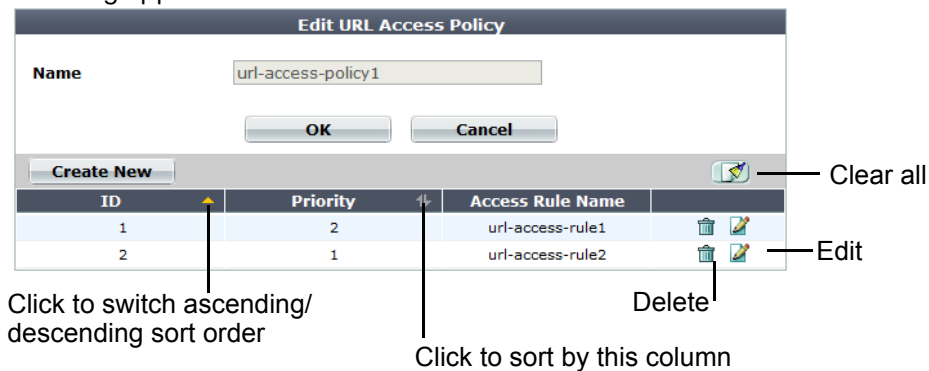 Edit URL Access Policy
Name url-access-policy1
OK Cancel
Create New
Clear all
ID Priority Access Rule Name
1 2 url-access-rule1
2 1 url-access-rule2
Edit
Delete
Click to switch ascending/
descending sort order
Click to sort by this column